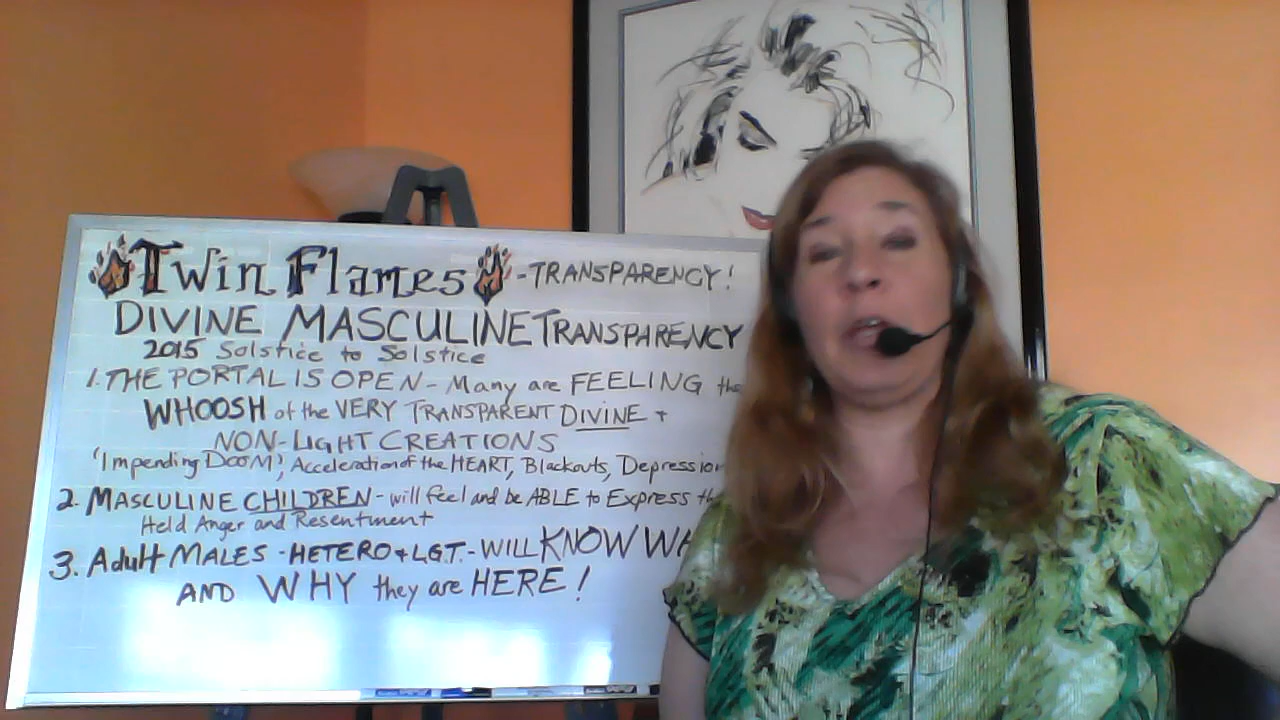 Twin Flames - TRANSPARENCY!
DIVINE MASCULINE TRANSPARENCY
2015 Solstice to Solstice
1. THE PORTAL IS OPEN - Many are FEELING the
WHOOSH of the VERY TRANSPARENT DIVINE +
NON-LIGHT CREATIONS
'Impending DOOM', Acceleration of the HEART, Blackouts, Depression
2. MASCULINE CHILDREN - will feel and be ABLE to Express
Held Anger and Resentment
3. Adult MALES - HETERO + LGT. - WILL KNOW
AND WHY they are HERE!